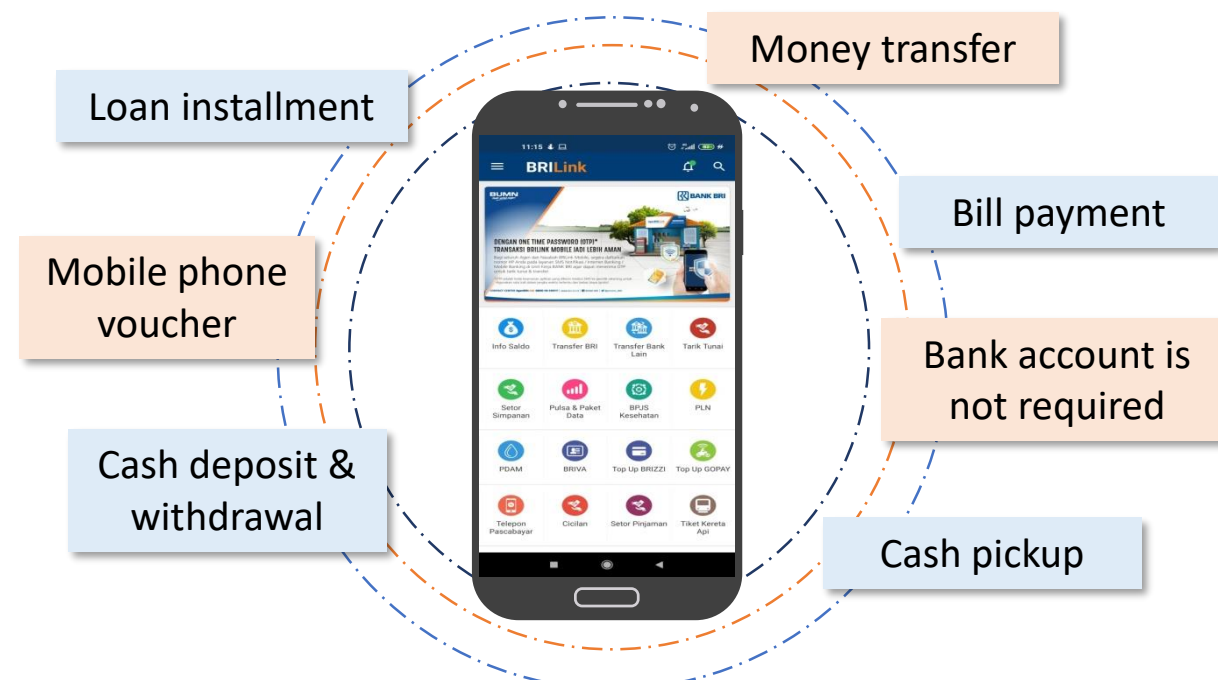 Money transfer
Loan installment
Bill payment
Mobile phone
voucher
Bank account is
not required
Cash deposit &
withdrawal
Cash pickup
11:15
BRILink
BUMN
BANK BRI
DENGAN ONE TIME PASSWORD (OTP)*
TRANSAKSI BRILINK MOBILE JADI LEBIH AMAN
Info Saldo
Transfer BRI
Transfer Bank
Lain
Tarik Tunai
Setor
Simpanan
Pulsa & Paket
Data
BPJS
Kesehatan
PLN
PDAM
BRIVA
Top Up BRIZZI
Top Up GOPAY
Telepon
Pascabayar
Cicilan
Setor Pinjaman
Tiket Kereta
Api